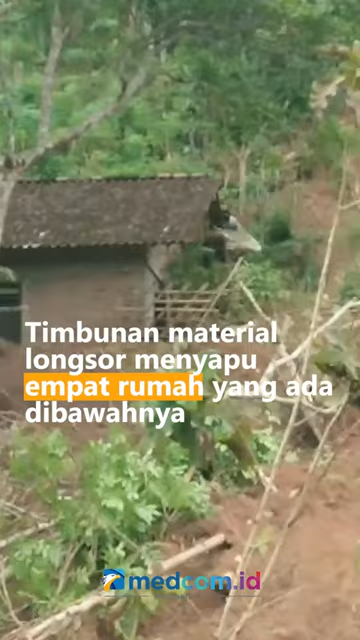 Timbunan material
longsor menyapu
empat rumah yang ada
dibawahnya
medcom.id